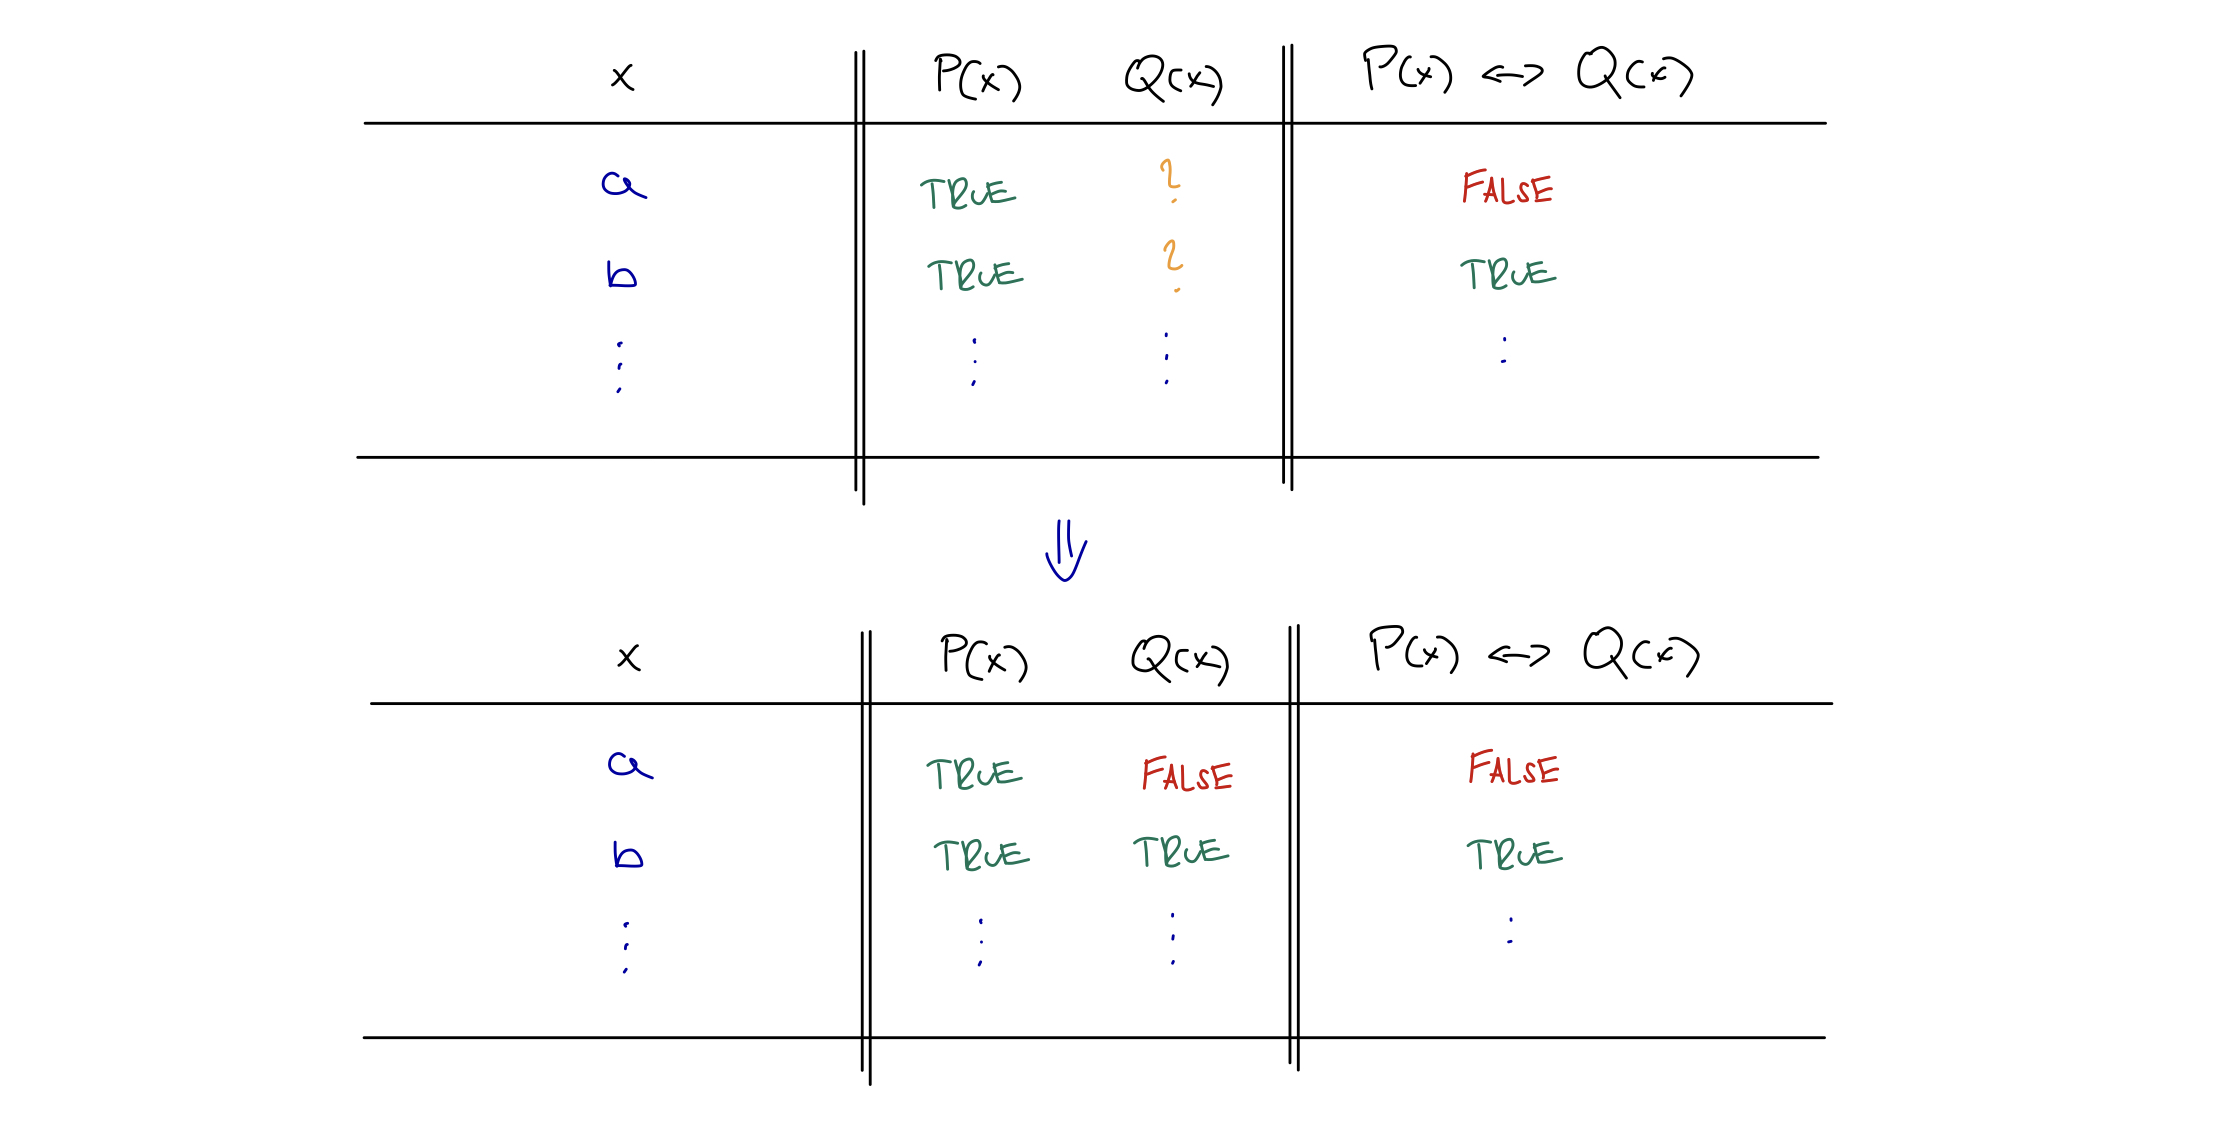 x P(x) Q(x) P(x) ↔ Q(x)
a TRUE ? FALSE
b TRUE ? TRUE
⋮ ⋮ ⋮ :
⇓
x P(x) Q(x) P(x) ↔ Q(x)
a TRUE FALSE FALSE
b TRUE TRUE TRUE
⋮ ⋮ ⋮ :